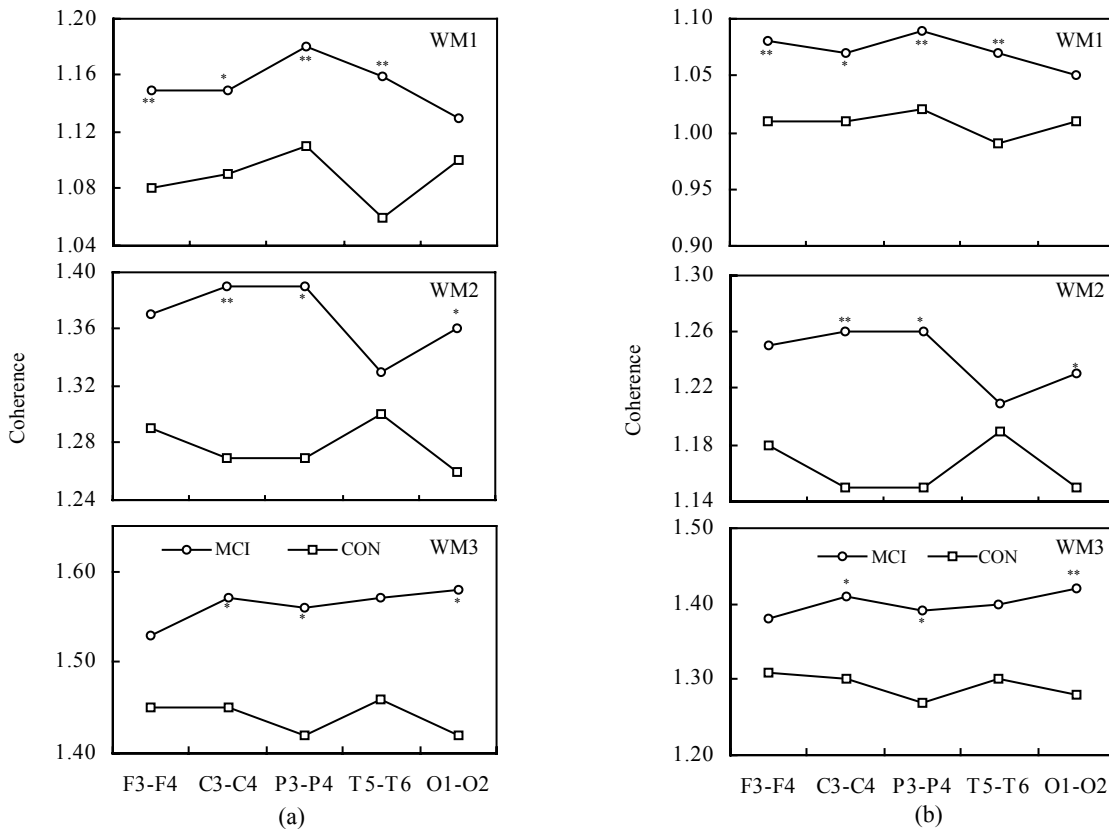 1.20
WM1
1.16
**
*
**
**
1.12
1.08
1.04
1.40
WM2
**
*
*
1.36
1.32
1.28
1.24
Coherence
MCI
CON
WM3
1.60
*
*
*
1.50
1.40
F3-F4
C3-C4
P3-P4
T5-T6
O1-O2
(a)
1.10
WM1
**
*
**
**
1.05
1.00
0.95
0.90
1.30
WM2
1.26
**
*
*
1.22
1.18
1.14
Coherence
1.50
MCI
CON
WM3
*
*
**
1.40
1.30
1.20
F3-F4
C3-C4
P3-P4
T5-T6
O1-O2
(b)